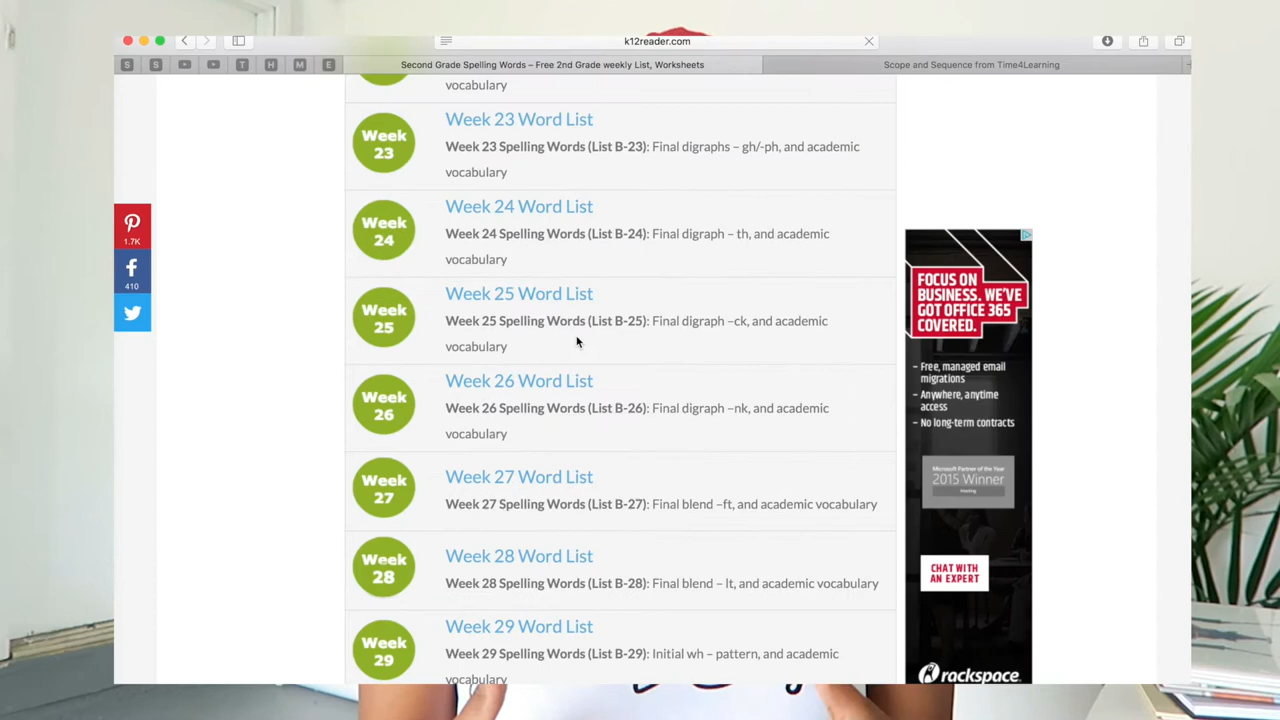 k12reader.com
S
S
T
H
M
E
Second Grade Spelling Words – Free 2nd Grade weekly List, Worksheets
Scope and Sequence from Time4Learning
vocabulary
Week 23
Week 23 Word List
Week 23 Spelling Words (List B-23): Final digraphs – gh/-ph, and academic
vocabulary
Week 24
Week 24 Word List
Week 24 Spelling Words (List B-24): Final digraph – th, and academic
vocabulary
Week 25
Week 25 Word List
Week 25 Spelling Words (List B-25): Final digraph –ck, and academic
vocabulary
Week 26
Week 26 Word List
Week 26 Spelling Words (List B-26): Final digraph –nk, and academic
vocabulary
Week 27
Week 27 Word List
Week 27 Spelling Words (List B-27): Final blend –ft, and academic vocabulary
Week 28
Week 28 Word List
Week 28 Spelling Words (List B-28): Final blend – lt, and academic vocabulary
Week 29
Week 29 Word List
Week 29 Spelling Words (List B-29): Initial wh – pattern, and academic
vocabulary
1.7K
410
FOCUS ON
BUSINESS. WE'VE
GOT OFFICE 365
COVERED.
– Free, managed email
migrations
– Anywhere, anytime
access
– No long-term contracts
Microsoft Partner of the Year
2015 Winner
Hosting
CHAT WITH
AN EXPERT
rackspace